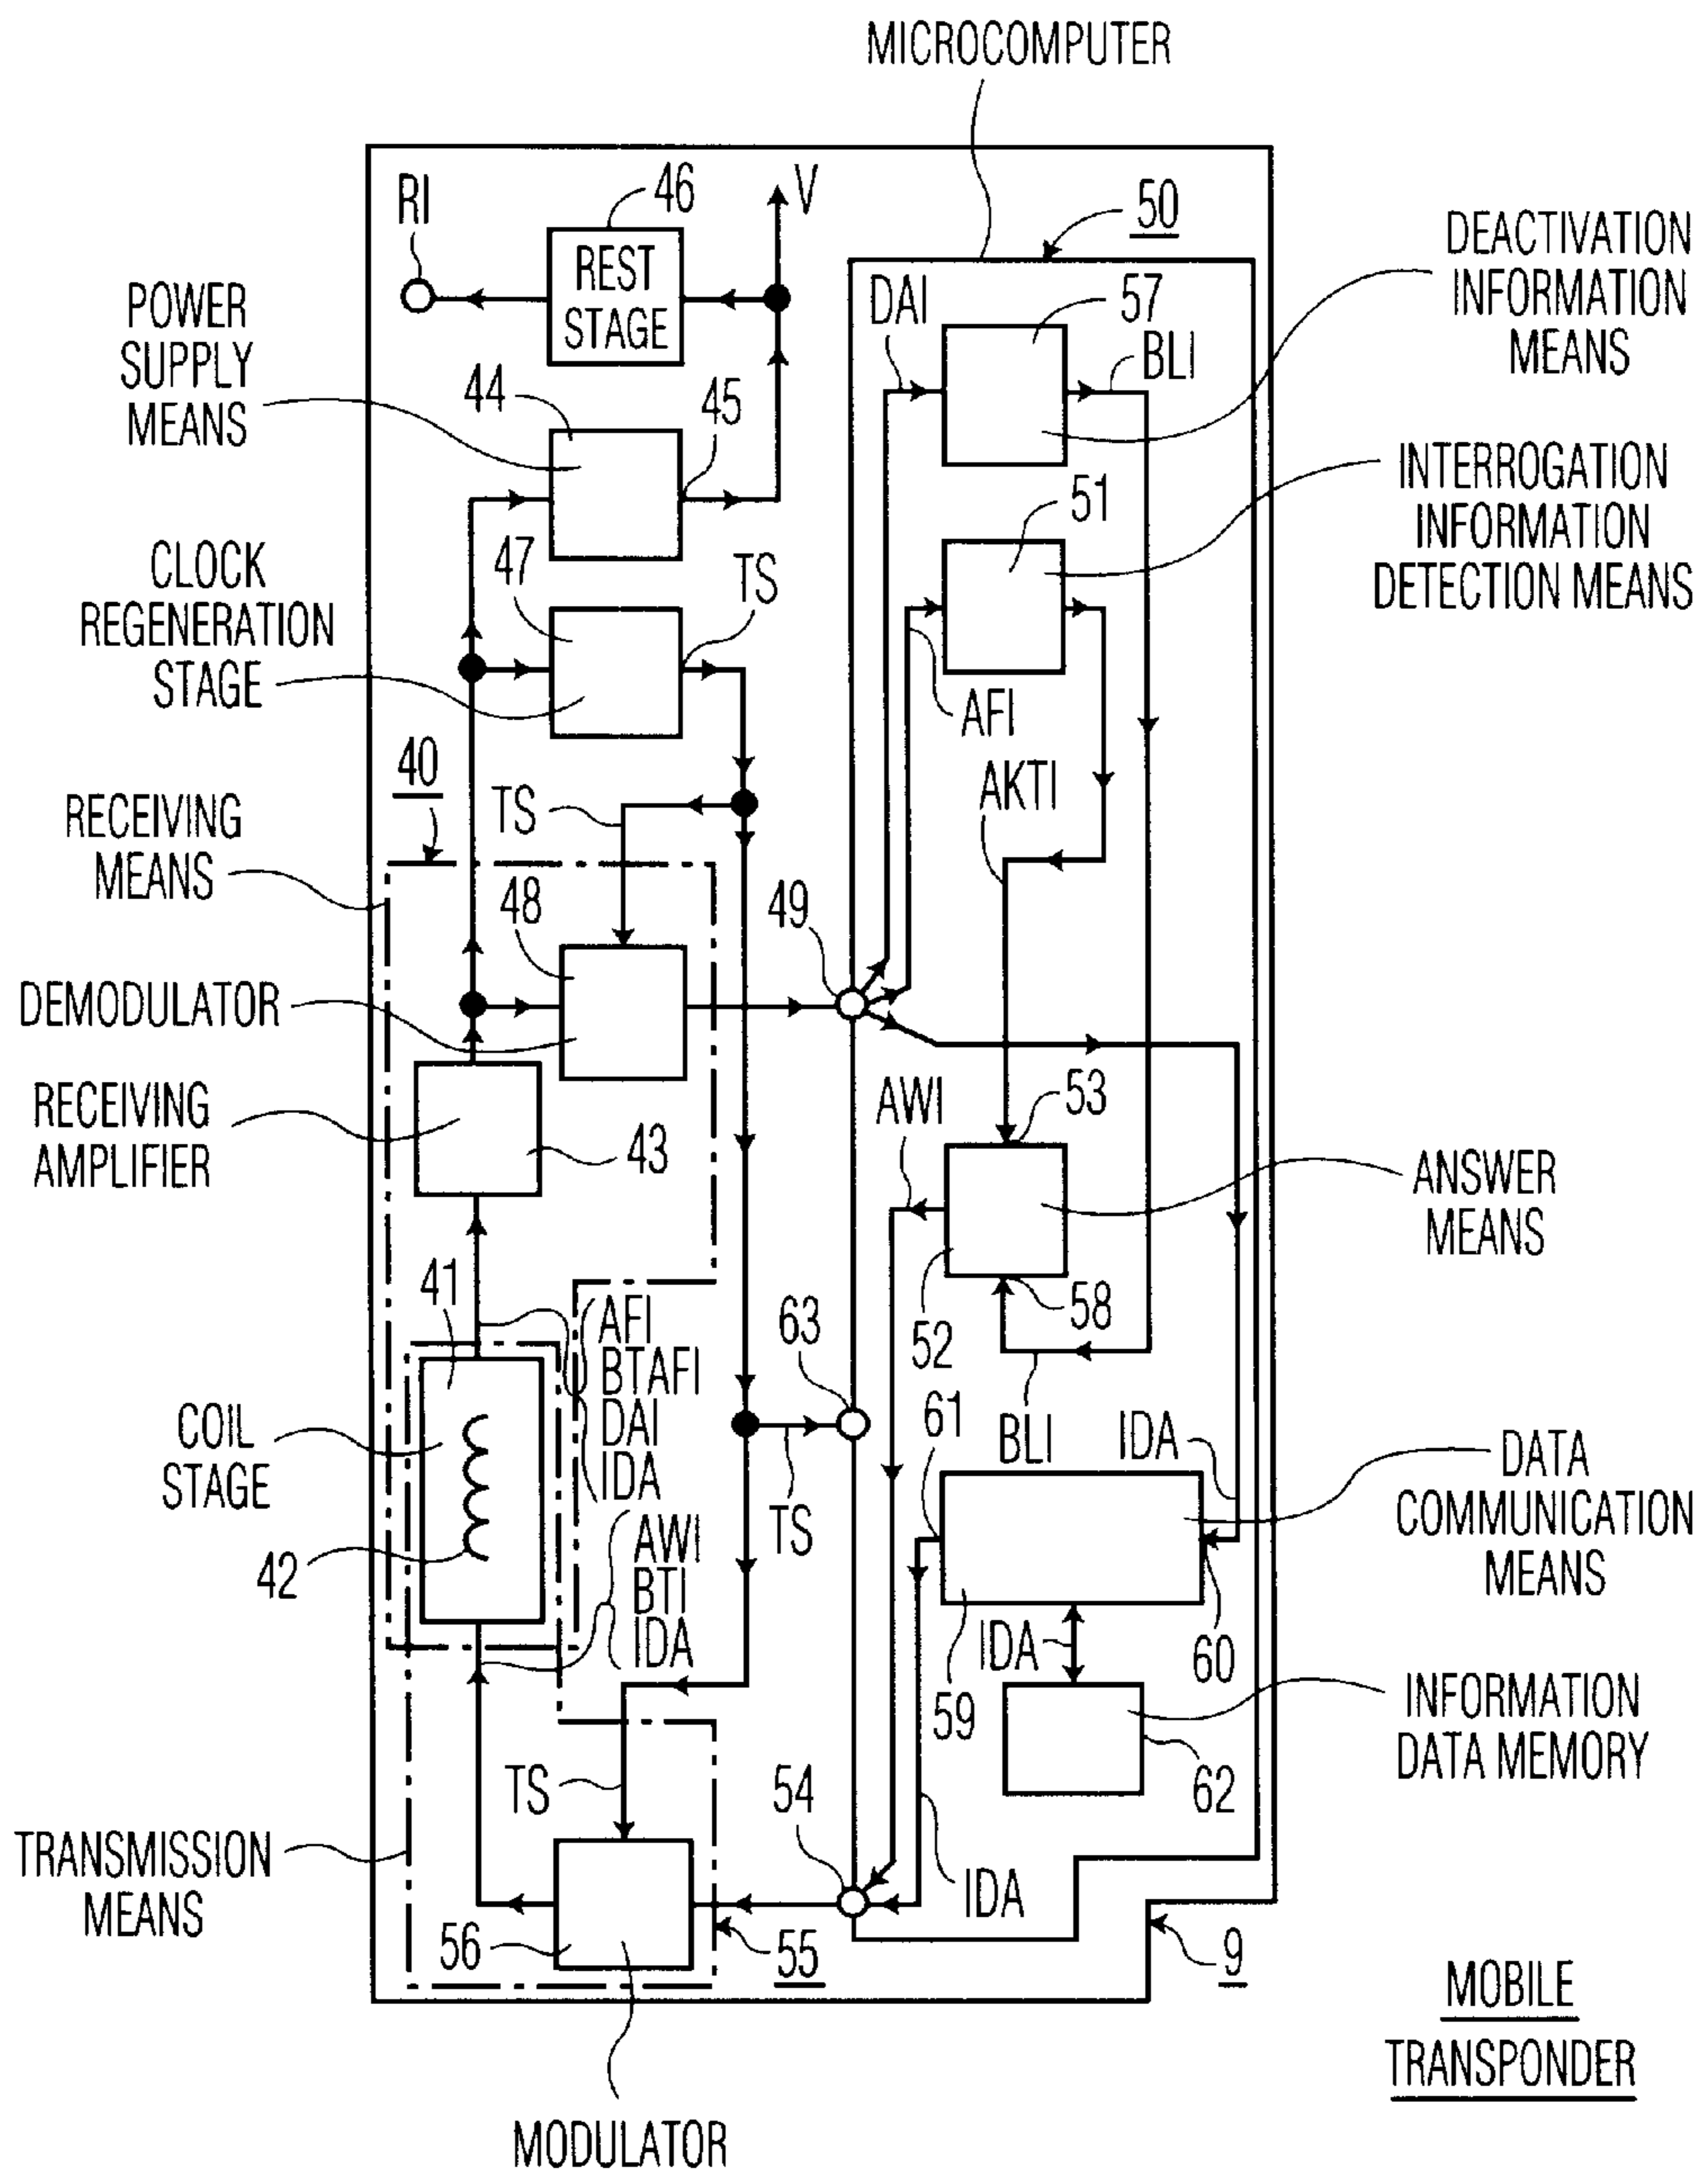 MICROCOMPUTER
RI
46
V
50
REST
STAGE
DEACTIVATION
INFORMATION
MEANS
POWER
SUPPLY
MEANS
DAI
57
BLI
44
45
INTERROGATION
INFORMATION
DETECTION MEANS
51
CLOCK
REGENERATION
STAGE
47
TS
AFI
40
AKTI
RECEIVING
MEANS
TS
48
49
DEMODULATOR
RECEIVING
AMPLIFIER
43
AWI
53
ANSWER
MEANS
41
52
58
63
AFI
BTAFI
DAI
IDA
COIL
STAGE
61
BLI
IDA
TS
DATA
COMMUNICATION
MEANS
42
AWI
BTI
IDA
IDA
59
60
INFORMATION
DATA MEMORY
62
TS
54
TRANSMISSION
MEANS
IDA
56
55
9
MOBILE
TRANSPONDER
MODULATOR